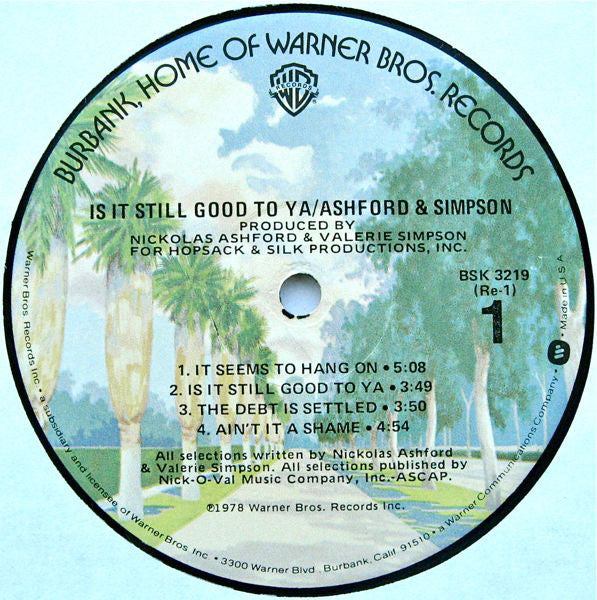 BURBANK, HOME OF WARNER BROS. RECORDS
WB
RECORDS
®
IS IT STILL GOOD TO YA/ASHFORD & SIMPSON
PRODUCED BY
NICKOLAS ASHFORD & VALERIE SIMPSON
FOR HOPSACK & SILK PRODUCTIONS, INC.
BSK 3219
(Re-1)
1
1. IT SEEMS TO HANG ON • 5:08
2. IS IT STILL GOOD TO YA • 3:49
3. THE DEBT IS SETTLED • 3:50
4. AIN'T IT A SHAME • 4:54
All selections written by Nickolas Ashford
& Valerie Simpson. All selections published by
Nick-O-Val Music Company, Inc.-ASCAP.
℗1978 Warner Bros. Records Inc.
Warner Bros. Records Inc. • a subsidiary and licensee of Warner Bros. Inc. • 3300 Warner Blvd., Burbank, Calif. 91510 • a Warner Communications Company. • Made in U.S.A.